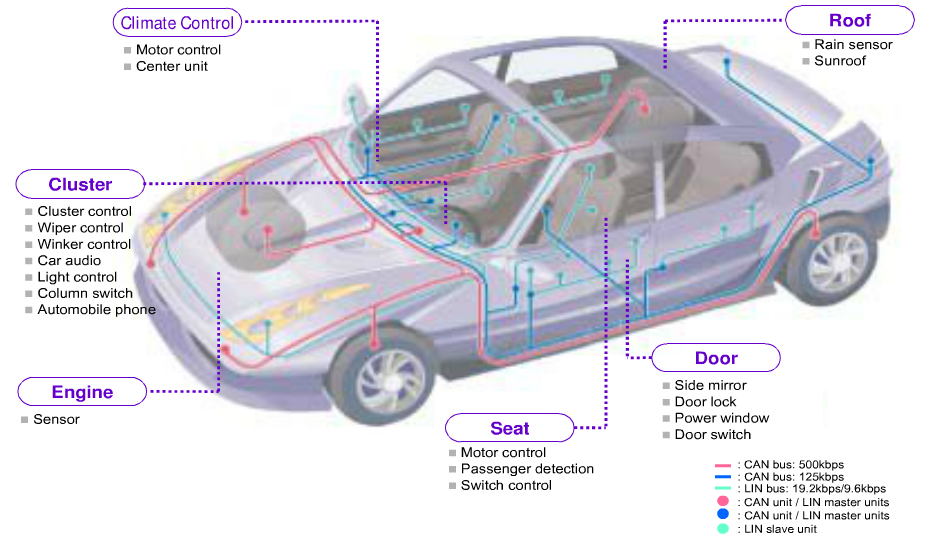 Climate Control
Motor control
Center unit
Roof
Rain sensor
Sunroof
Cluster
Cluster control
Wiper control
Winker control
Car audio
Light control
Column switch
Automobile phone
Engine
Sensor
Seat
Motor control
Passenger detection
Switch control
Door
Side mirror
Door lock
Power window
Door switch
: CAN bus: 500kbps
: CAN bus: 125kbps
: LIN bus: 19.2kbps/9.6kbps
: CAN unit / LIN master units
: CAN unit / LIN master units
: LIN slave unit